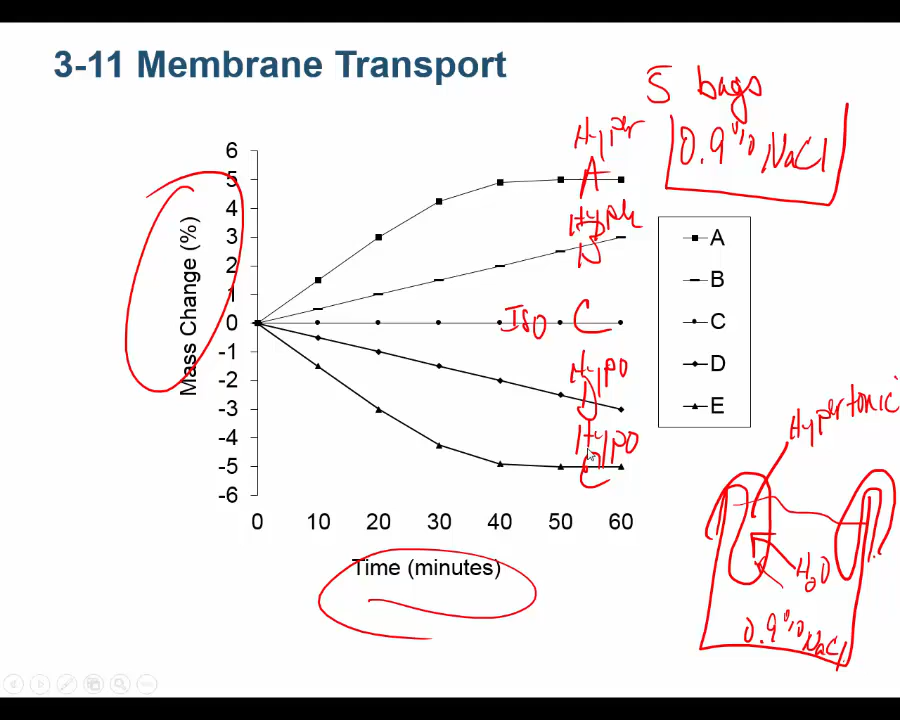 3-11 Membrane Transport
5 bags
0.9% NaCl
6
5
4
3
2
1
0
-1
-2
-3
-4
-5
-6
Mass Change (%)
0 10 20 30 40 50 60
Time (minutes)
Hyper
A
Iso C
Hypo
D
Hypo
A
B
C
D
E
Hypertonic
H2O
0.9% NaCl